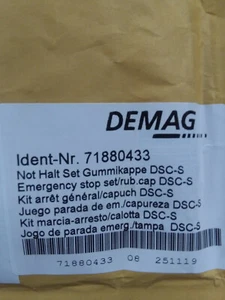 DEMAG
Ident-Nr. 71880433
Not Halt Set Gummikappe DSC-S
Emergency stop set/rub.cap DSC-S
Kit arrêt général/capuch DSC-S
Juego parada de em./capureza DSC-S
Kit marcia-arresto/calotta DSC-S
Jogo de parada emerg./tampa DSC-S
71880433 06 251119